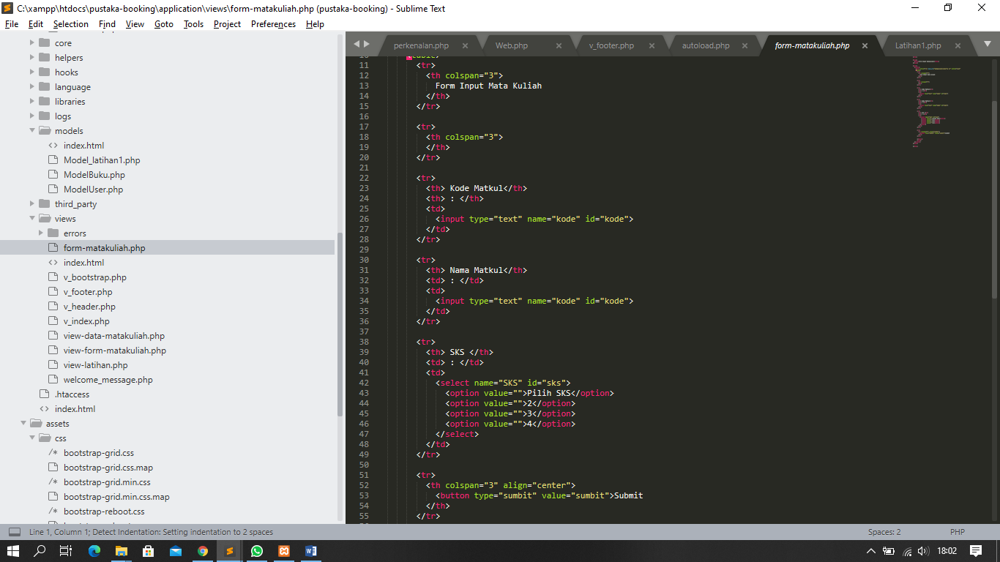 C:\xampp\htdocs\pustaka-booking\application\views\form-matakuliah.php (pustaka-booking) - Sublime Text
File Edit Selection Find View Goto Tools Project Preferences Help
core
helpers
hooks
language
libraries
logs
models
<> index.html
Model_latihan1.php
ModelBuku.php
ModelUser.php
third_party
views
errors
form-matakuliah.php
<> index.html
v_bootstrap.php
v_footer.php
v_header.php
v_index.php
view-data-matakuliah.php
view-form-matakuliah.php
view-latihan.php
welcome_message.php
.htaccess
<> index.html
assets
css
/* bootstrap-grid.css
bootstrap-grid.css.map
/* bootstrap-grid.min.css
bootstrap-grid.min.css.map
/* bootstrap-reboot.css
perkenalan.php × Web.php × v_footer.php × autoload.php × form-matakuliah.php × Latihan1.php ×
10 <table>
11 <tr>
12 <th colspan="3">
13 Form Input Mata Kuliah
14 </th>
15 </tr>
16
17 <tr>
18 <th colspan="3">
19 </th>
20 </tr>
21
22 <tr>
23 <th> Kode Matkul</th>
24 <th> : </th>
25 <td>
26 <input type="text" name="kode" id="kode">
27 </td>
28 </tr>
29
30 <tr>
31 <th> Nama Matkul</th>
32 <td> : </td>
33 <td>
34 <input type="text" name="kode" id="kode">
35 </td>
36 </tr>
37
38 <tr>
39 <th> SKS </th>
40 <td> : </td>
41 <td>
42 <select name="SKS" id="sks">
43 <option value="">Pilih SKS</option>
44 <option value="">2</option>
45 <option value="">3</option>
46 <option value="">4</option>
47 </select>
48 </td>
49 </tr>
50
51 <tr>
52 <th colspan="3" align="center">
53 <button type="sumbit" value="sumbit">Submit
54 </th>
55 </tr>
Line 1, Column 1; Detect Indentation: Setting indentation to 2 spaces
Spaces: 2 PHP
18:02